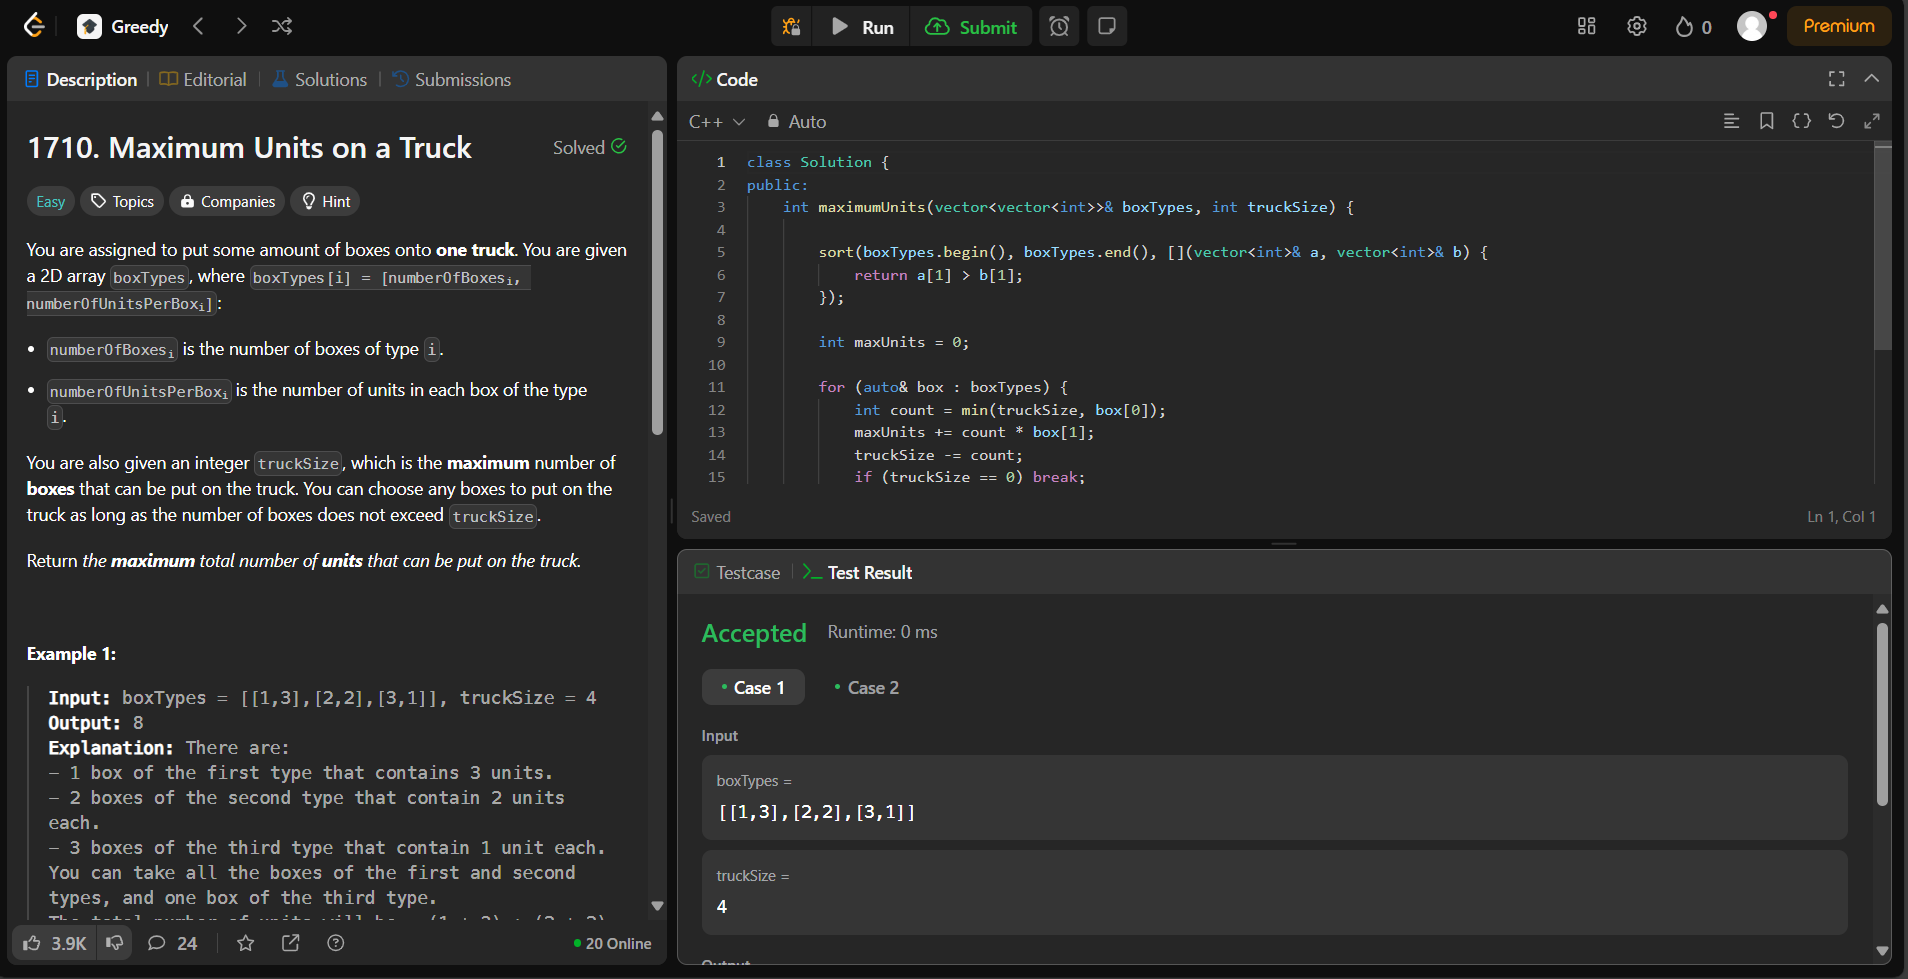 Greedy
Run
Submit
0
Premium
Description
Editorial
Solutions
Submissions
1710. Maximum Units on a Truck
Solved
Easy
Topics
Companies
Hint
You are assigned to put some amount of boxes onto one truck. You are given
a 2D array boxTypes, where boxTypes[i] = [numberOfBoxesi,
numberOfUnitsPerBoxi]:
• numberOfBoxesi is the number of boxes of type i.
• numberOfUnitsPerBoxi is the number of units in each box of the type
i.
You are also given an integer truckSize, which is the maximum number of
boxes that can be put on the truck. You can choose any boxes to put on the
truck as long as the number of boxes does not exceed truckSize.
Return the maximum total number of units that can be put on the truck.
Example 1:
Input: boxTypes = [[1,3],[2,2],[3,1]], truckSize = 4
Output: 8
Explanation: There are:
- 1 box of the first type that contains 3 units.
- 2 boxes of the second type that contain 2 units
each.
- 3 boxes of the third type that contain 1 unit each.
You can take all the boxes of the first and second
types, and one box of the third type.
3.9K
24
20 Online
</> Code
C++
Auto
1 class Solution {
2 public:
3 int maximumUnits(vector<vector<int>>& boxTypes, int truckSize) {
4
5 sort(boxTypes.begin(), boxTypes.end(), [](vector<int>& a, vector<int>& b) {
6 return a[1] > b[1];
7 });
8
9 int maxUnits = 0;
10
11 for (auto& box : boxTypes) {
12 int count = min(truckSize, box[0]);
13 maxUnits += count * box[1];
14 truckSize -= count;
15 if (truckSize == 0) break;
Saved
Ln 1, Col 1
Testcase
Test Result
Accepted
Runtime: 0 ms
• Case 1
• Case 2
Input
boxTypes =
[[1,3],[2,2],[3,1]]
truckSize =
4